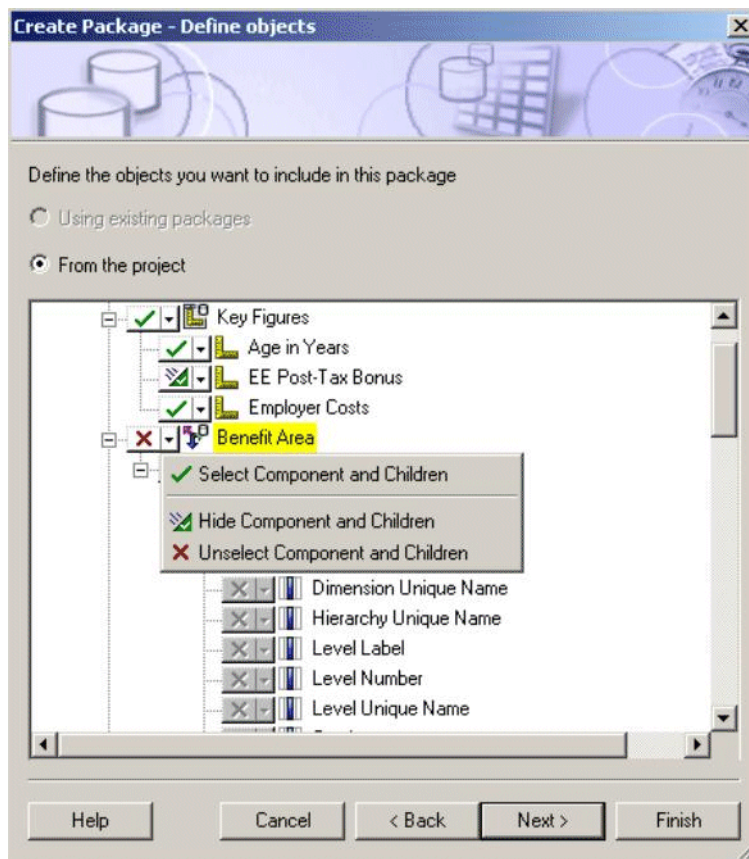 Create Package - Define objects
Define the objects you want to include in this package
Using existing packages
From the project
Key Figures
Age in Years
EE Post-Tax Bonus
Employer Costs
Benefit Area
Select Component and Children
Hide Component and Children
Unselect Component and Children
Dimension Unique Name
Hierarchy Unique Name
Level Label
Level Number
Level Unique Name
Help Cancel < Back Next > Finish